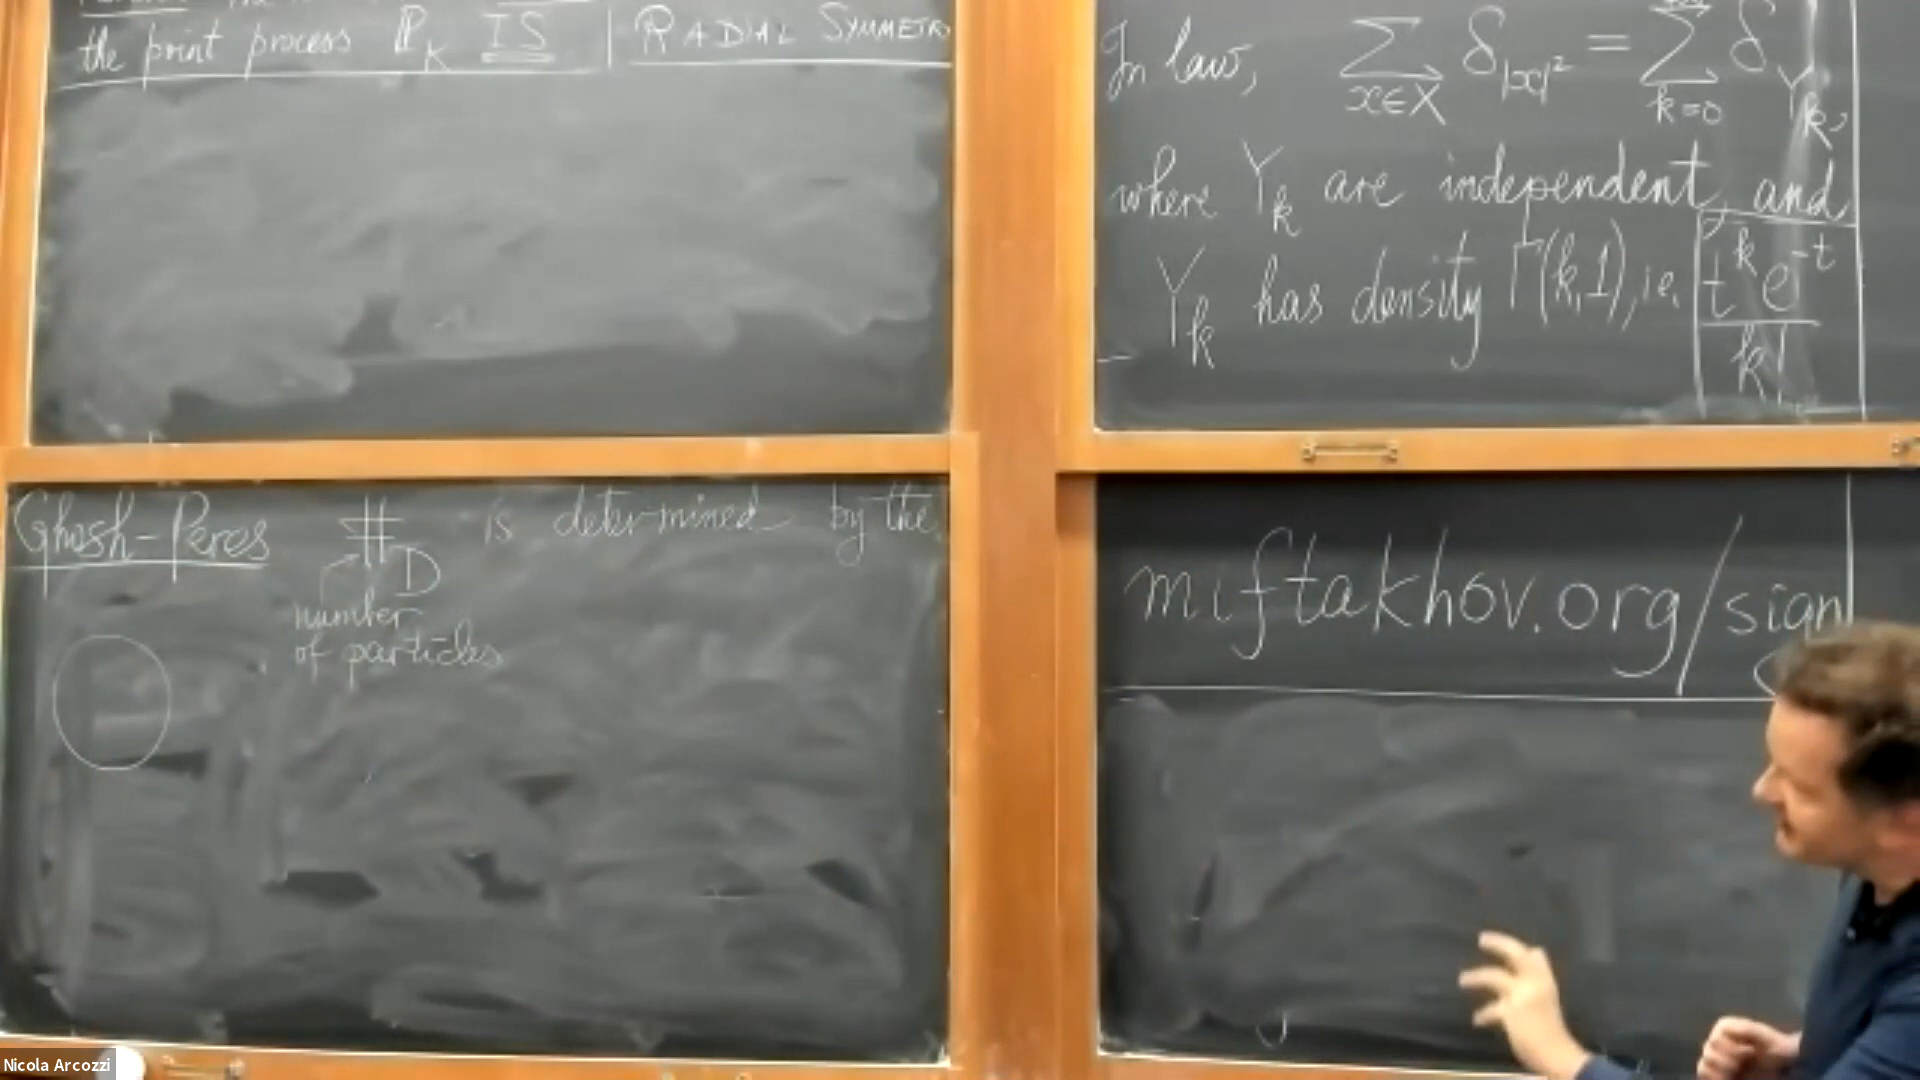 the point process ℙ_K IS | RADIAL SYMMETRY
In law, ∑_{x∈X} δ_{|x|²} = ∑_{k=0} δ_{Y_k},
where Y_k are independent, and
Y_k has density Γ(k,1), i.e. t^k e^{-t} / k!
Ghosh-Peres #_D is determined by the
number
of particles
miftakhov.org/sign
Nicola Arcozzi